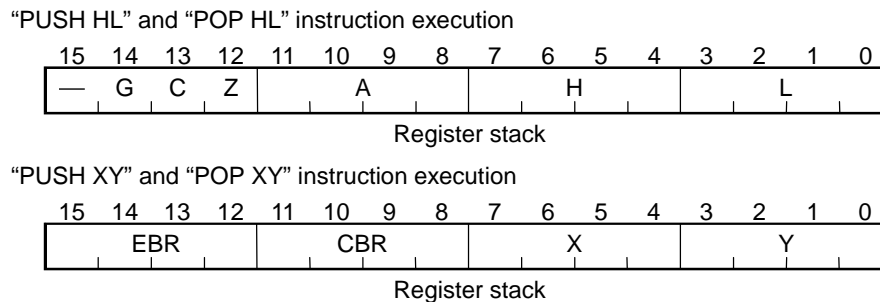 “PUSH HL” and “POP HL” instruction execution
15 14 13 12 11 10 9 8 7 6 5 4 3 2 1 0
— G C Z A H L
Register stack
“PUSH XY” and “POP XY” instruction execution
15 14 13 12 11 10 9 8 7 6 5 4 3 2 1 0
EBR CBR X Y
Register stack